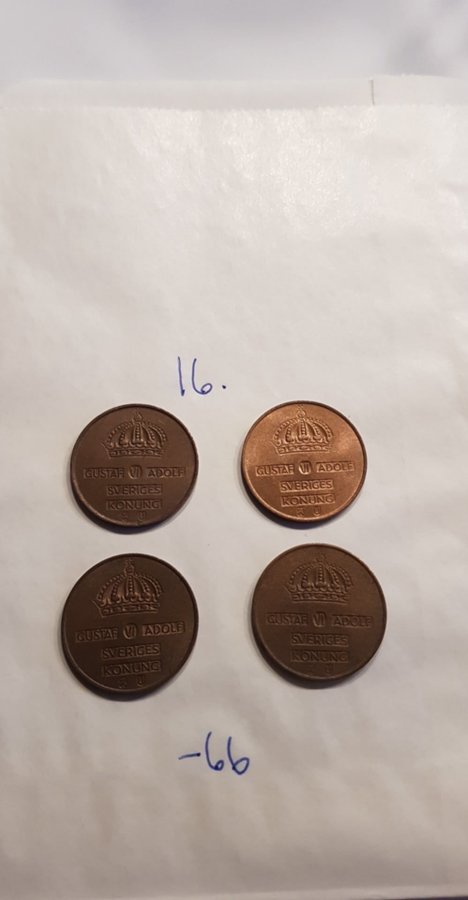 16.
GUSTAF VI ADOLF
SVERIGES
KONUNG
GUSTAF VI ADOLF
SVERIGES
KONUNG
GUSTAF VI ADOLF
SVERIGES
KONUNG
GUSTAF VI ADOLF
SVERIGES
KONUNG
-66